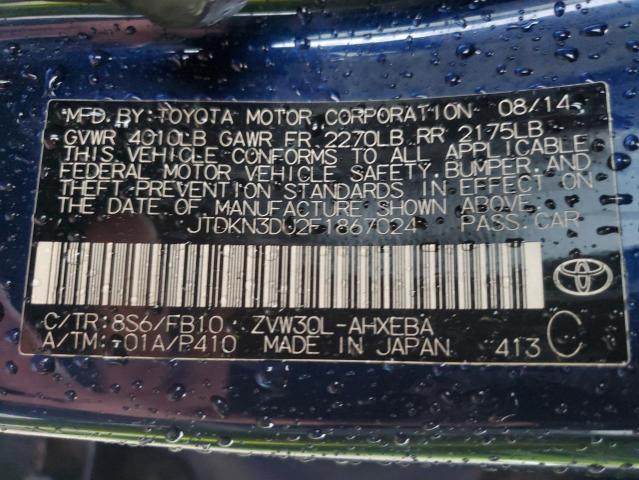 MFD. BY: TOYOTA MOTOR CORPORATION 08/14
GVWR 4010LB GAWR FR 2270LB RR 2175LB
THIS VEHICLE CONFORMS TO ALL APPLICABLE
FEDERAL MOTOR VEHICLE SAFETY, BUMPER, AND
THEFT PREVENTION STANDARDS IN EFFECT ON
THE DATE OF MANUFACTURE SHOWN ABOVE.
JTDKN3DU2F1867024 PASS. CAR
C/TR: 8S6/FB10 ZVW30L-AHXEBA
A/TM: -01A/P410 MADE IN JAPAN 413 C